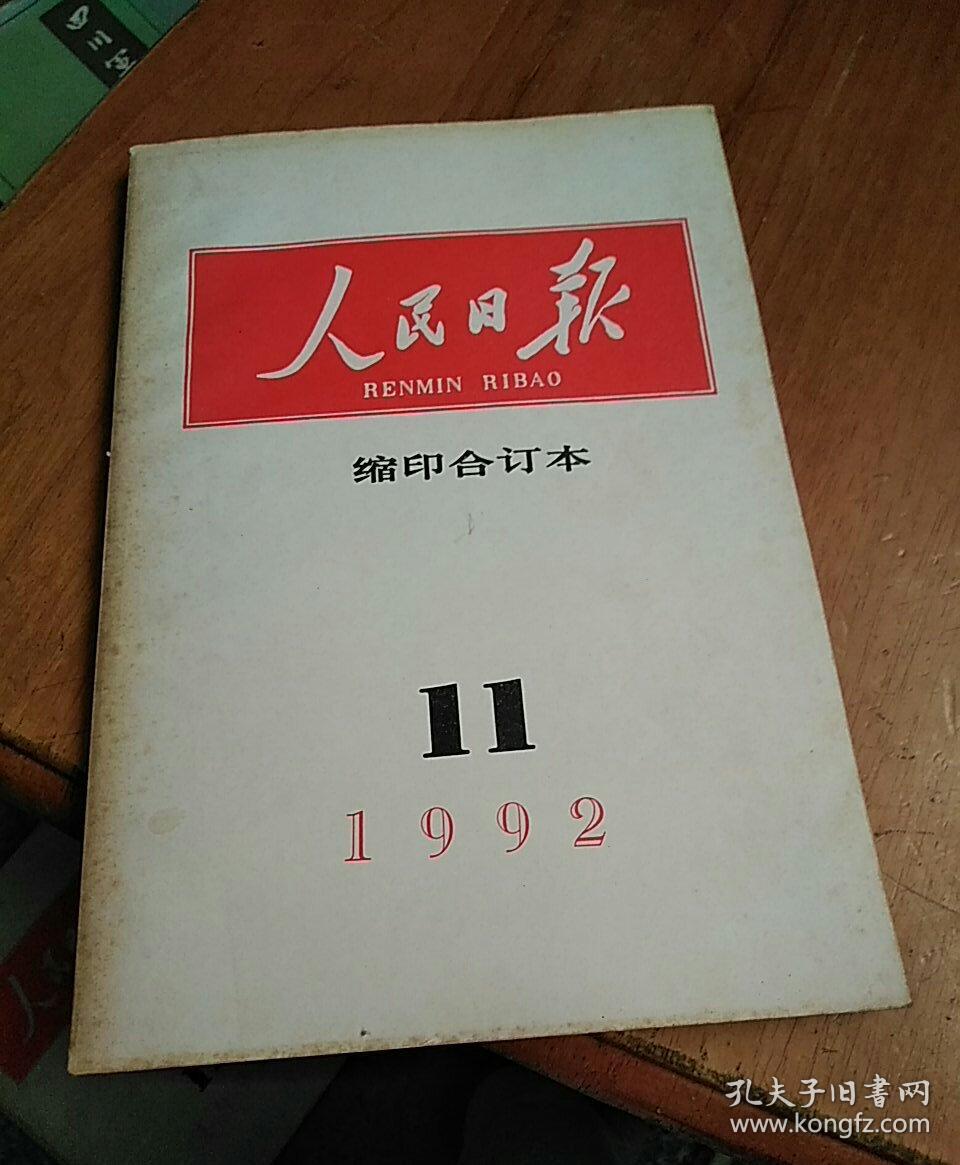 人民日报
RENMIN RIBAO
缩印合订本
11
1992
孔夫子旧书网
www.kongfz.com